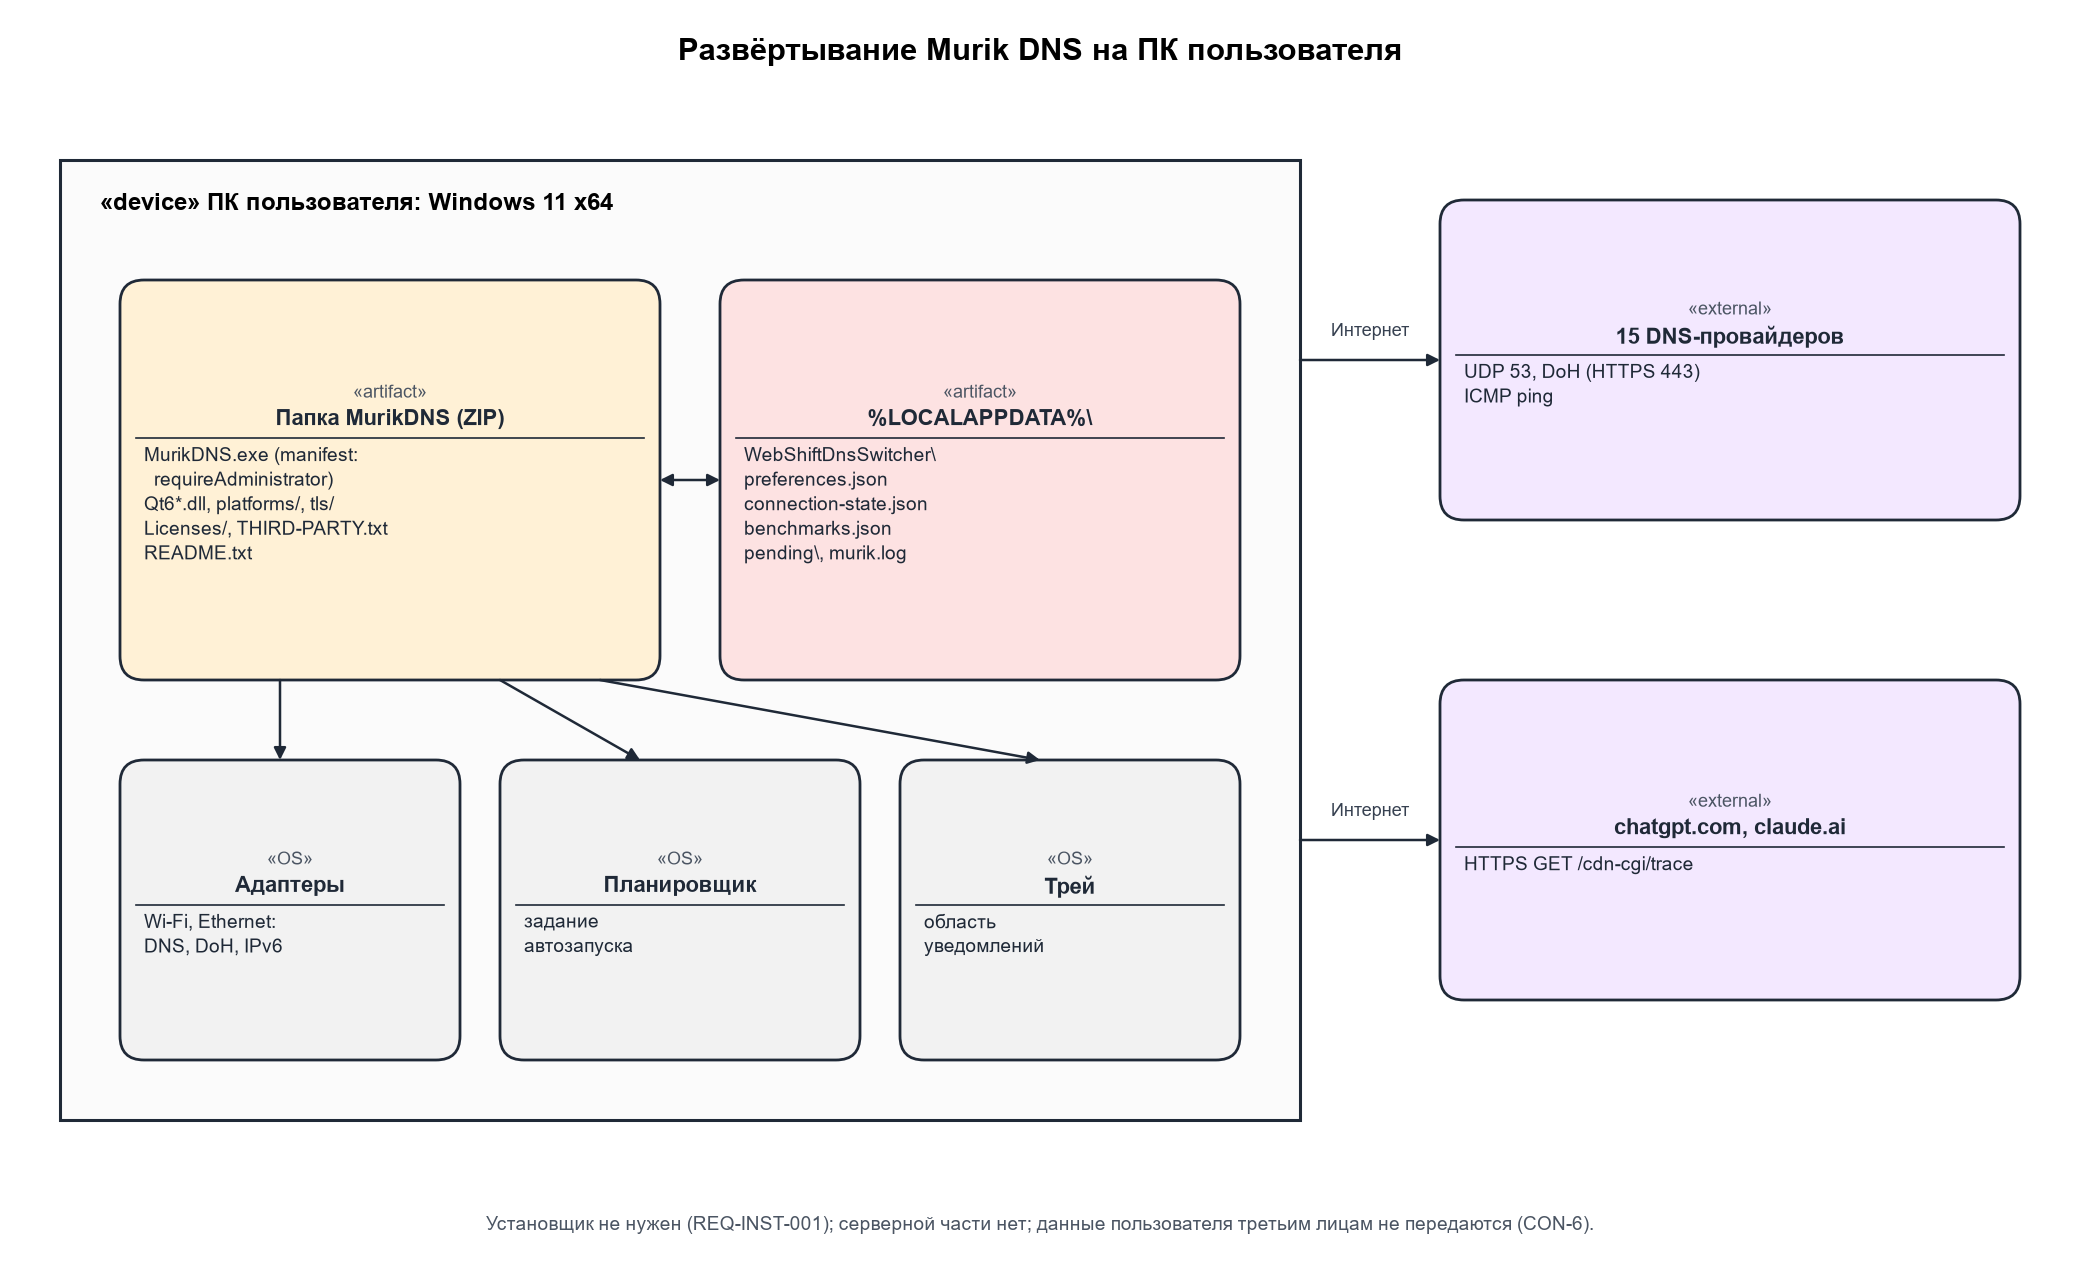 Развёртывание Murik DNS на ПК пользователя
«device» ПК пользователя: Windows 11 x64
«artifact»
Папка MurikDNS (ZIP)
MurikDNS.exe (manifest:
requireAdministrator)
Qt6*.dll, platforms/, tls/
Licenses/, THIRD-PARTY.txt
README.txt
«artifact»
%LOCALAPPDATA%\
WebShiftDnsSwitcher\
preferences.json
connection-state.json
benchmarks.json
pending\, murik.log
Интернет
«external»
15 DNS-провайдеров
UDP 53, DoH (HTTPS 443)
ICMP ping
«OS»
Адаптеры
Wi-Fi, Ethernet:
DNS, DoH, IPv6
«OS»
Планировщик
задание
автозапуска
«OS»
Трей
область
уведомлений
Интернет
«external»
chatgpt.com, claude.ai
HTTPS GET /cdn-cgi/trace
Установщик не нужен (REQ-INST-001); серверной части нет; данные пользователя третьим лицам не передаются (CON-6).